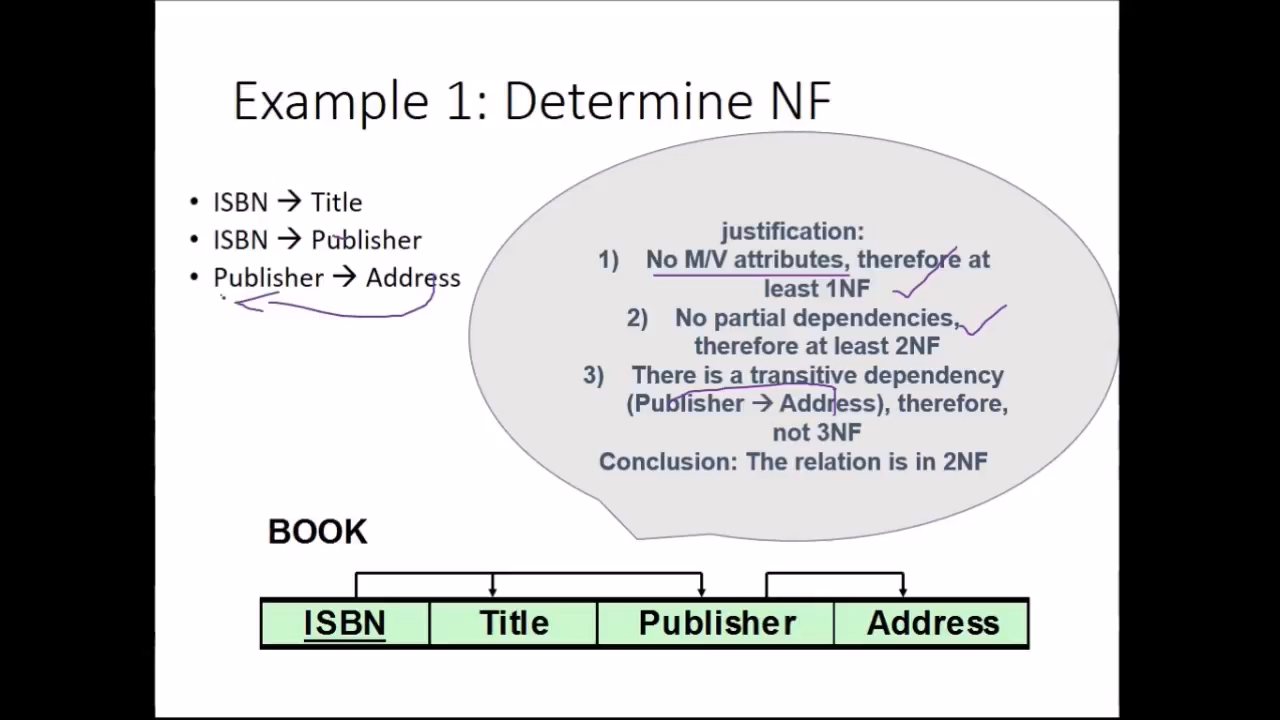 Example 1: Determine NF
• ISBN → Title
• ISBN → Publisher
• Publisher → Address
justification:
1) No M/V attributes, therefore at
least 1NF
2) No partial dependencies,
therefore at least 2NF
3) There is a transitive dependency
(Publisher → Address), therefore,
not 3NF
Conclusion: The relation is in 2NF
BOOK
ISBN Title Publisher Address